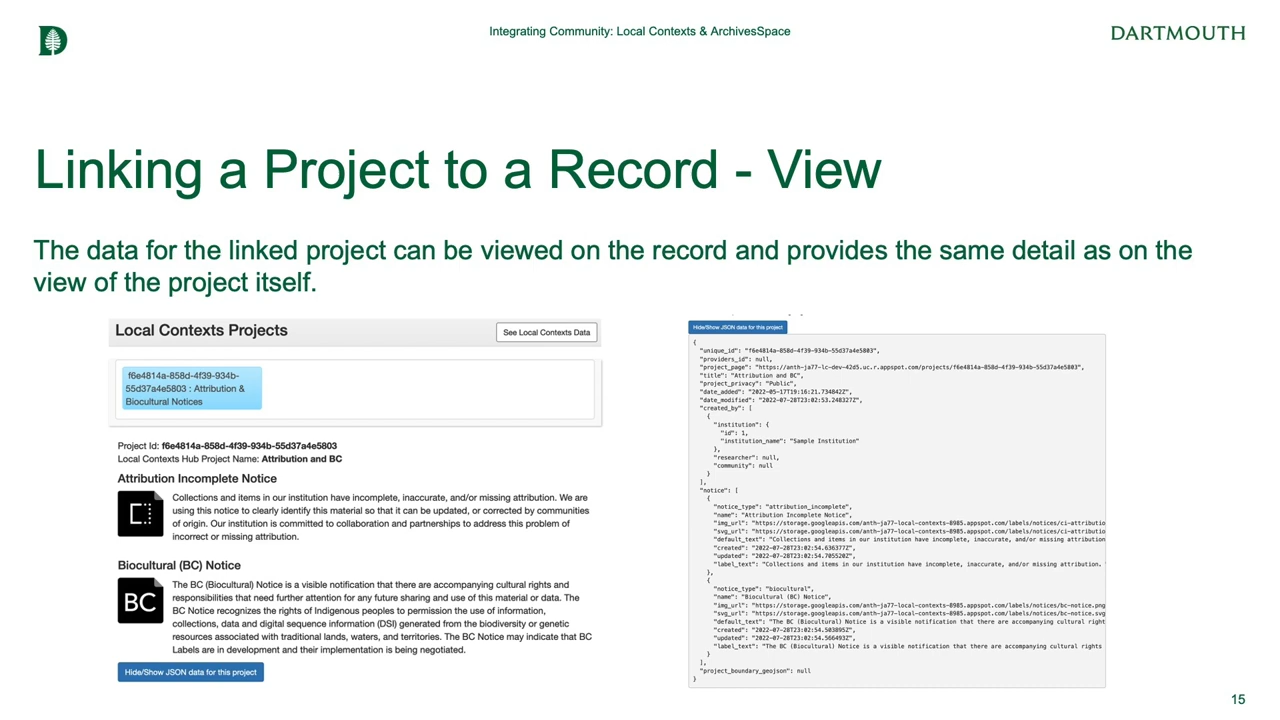 Integrating Community: Local Contexts & ArchivesSpace
DARTMOUTH
Linking a Project to a Record - View
The data for the linked project can be viewed on the record and provides the same detail as on the
view of the project itself.
Local Contexts Projects
See Local Contexts Data
f6e4814a-858d-4f39-934b-
55d37a4e5803 : Attribution &
Biocultural Notices
Project Id: f6e4814a-858d-4f39-934b-55d37a4e5803
Local Contexts Hub Project Name: Attribution and BC
Attribution Incomplete Notice
Collections and items in our institution have incomplete, inaccurate, and/or missing attribution. We are
using this notice to clearly identify this material so that it can be updated, or corrected by communities
of origin. Our institution is committed to collaboration and partnerships to address this problem of
incorrect or missing attribution.
Biocultural (BC) Notice
BC
The BC (Biocultural) Notice is a visible notification that there are accompanying cultural rights and
responsibilities that need further attention for any future sharing and use of this material or data. The
BC Notice recognizes the rights of Indigenous peoples to permission the use of information,
collections, data and digital sequence information (DSI) generated from the biodiversity or genetic
resources associated with traditional lands, waters, and territories. The BC Notice may indicate that BC
Labels are in development and their implementation is being negotiated.
Hide/Show JSON data for this project
Hide/Show JSON data for this project
{
"unique_id": "f6e4814a-858d-4f39-934b-55d37a4e5803",
"providers_id": null,
"project_page": "https://anth-ja77-lc-dev-42d5.uc.r.appspot.com/projects/f6e4814a-858d-4f39-934b-55d37a4e5803",
"title": "Attribution and BC",
"project_privacy": "Public",
"date_added": "2022-05-17T19:16:21.734842Z",
"date_modified": "2022-07-28T23:02:53.248327Z",
"created_by": [
{
"institution": {
"id": 1,
"institution_name": "Sample Institution"
},
"researcher": null,
"community": null
}
],
"notice": [
{
"notice_type": "attribution_incomplete",
"name": "Attribution Incomplete Notice",
"img_url": "https://storage.googleapis.com/anth-ja77-local-contexts-8985.appspot.com/labels/notices/ci-attributio
"svg_url": "https://storage.googleapis.com/anth-ja77-local-contexts-8985.appspot.com/labels/notices/ci-attributio
"default_text": "Collections and items in our institution have incomplete, inaccurate, and/or missing attribution
"created": "2022-07-28T23:02:54.636377Z",
"updated": "2022-07-28T23:02:54.705520Z",
"label_text": "Collections and items in our institution have incomplete, inaccurate, and/or missing attribution.
},
{
"notice_type": "biocultural",
"name": "Biocultural (BC) Notice",
"img_url": "https://storage.googleapis.com/anth-ja77-local-contexts-8985.appspot.com/labels/notices/bc-notice.png
"svg_url": "https://storage.googleapis.com/anth-ja77-local-contexts-8985.appspot.com/labels/notices/bc-notice.svg
"default_text": "The BC (Biocultural) Notice is a visible notification that there are accompanying cultural right
"created": "2022-07-28T23:02:54.503895Z",
"updated": "2022-07-28T23:02:54.566493Z",
"label_text": "The BC (Biocultural) Notice is a visible notification that there are accompanying cultural rights
}
],
"project_boundary_geojson": null
}
15